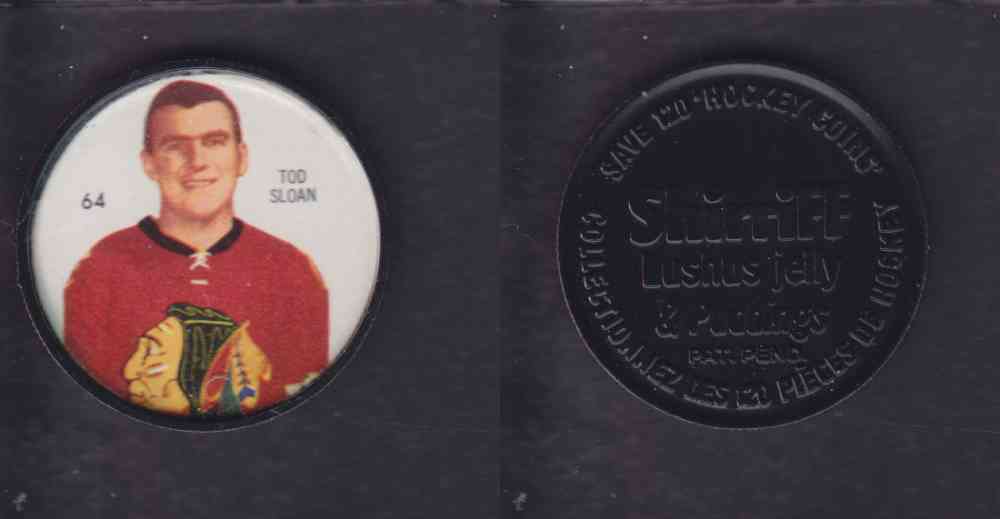 64
TOD
SLOAN
SAVE 120 "HOCKEY COINS"
Shirriff
Lushus Jelly
& Puddings
PAT. PEND.
COLLECTIONNEZ LES 120 PIÈCES DE HOCKEY